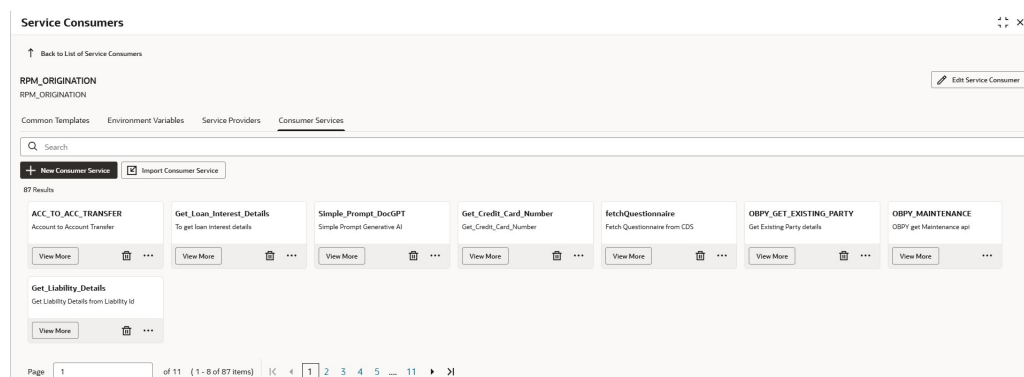 Service Consumers
Back to List of Service Consumers
RPM_ORIGINATION
Edit Service Consumer
RPM_ORIGINATION
Common Templates Environment Variables Service Providers Consumer Services
Search
New Consumer Service Import Consumer Service
87 Results
ACC_TO_ACC_TRANSFER Get_Loan_Interest_Details Simple_Prompt_DocGPT Get_Credit_Card_Number fetchQuestionnaire OBPY_GET_EXISTING_PARTY OBPY_MAINTENANCE
Account to Account Transfer To get loan interest details Simple Prompt Generative AI Get_Credit_Card_Number Fetch Questionnaire from CDS Get Existing Party details OBPY get Maintenance api
View More View More View More View More View More View More View More
Get_Liability_Details
Get Liability Details from Liability Id
View More
Page 1 of 11 (1 - 8 of 87 items) 1 2 3 4 5 .... 11